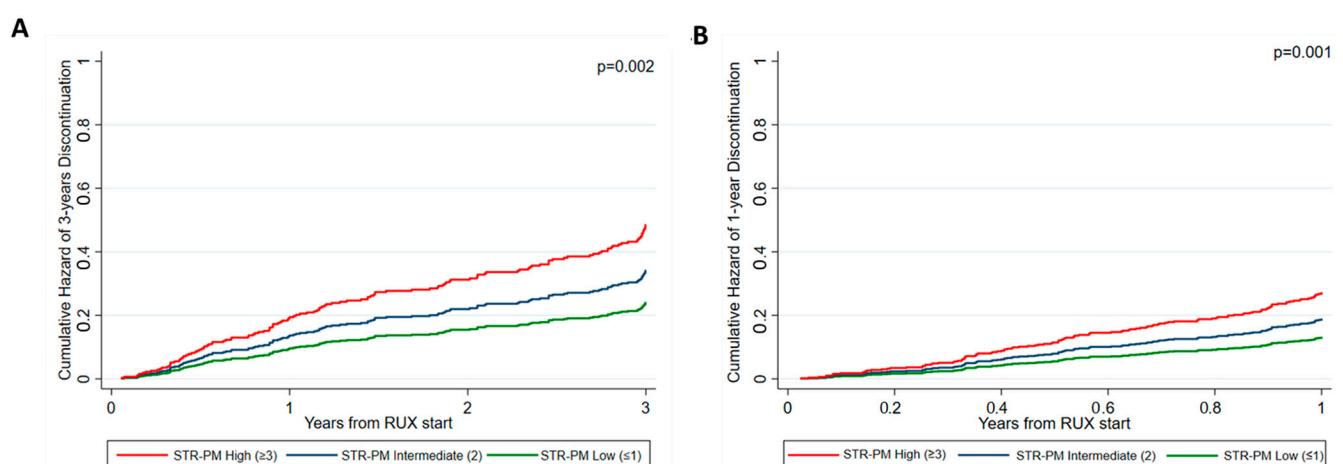 A
p=0.002
Cumulative Hazard of 3-years Discontinuation
1
0.8
0.6
0.4
0.2
0
0 1 2 3
Years from RUX start
STR-PM High (≥3) STR-PM Intermediate (2) STR-PM Low (≤1)
B
p=0.001
Cumulative Hazard of 1-year Discontinuation
1
0.8
0.6
0.4
0.2
0
0 0.2 0.4 0.6 0.8 1
Years from RUX start
STR-PM High (≥3) STR-PM Intermediate (2) STR-PM Low (≤1)